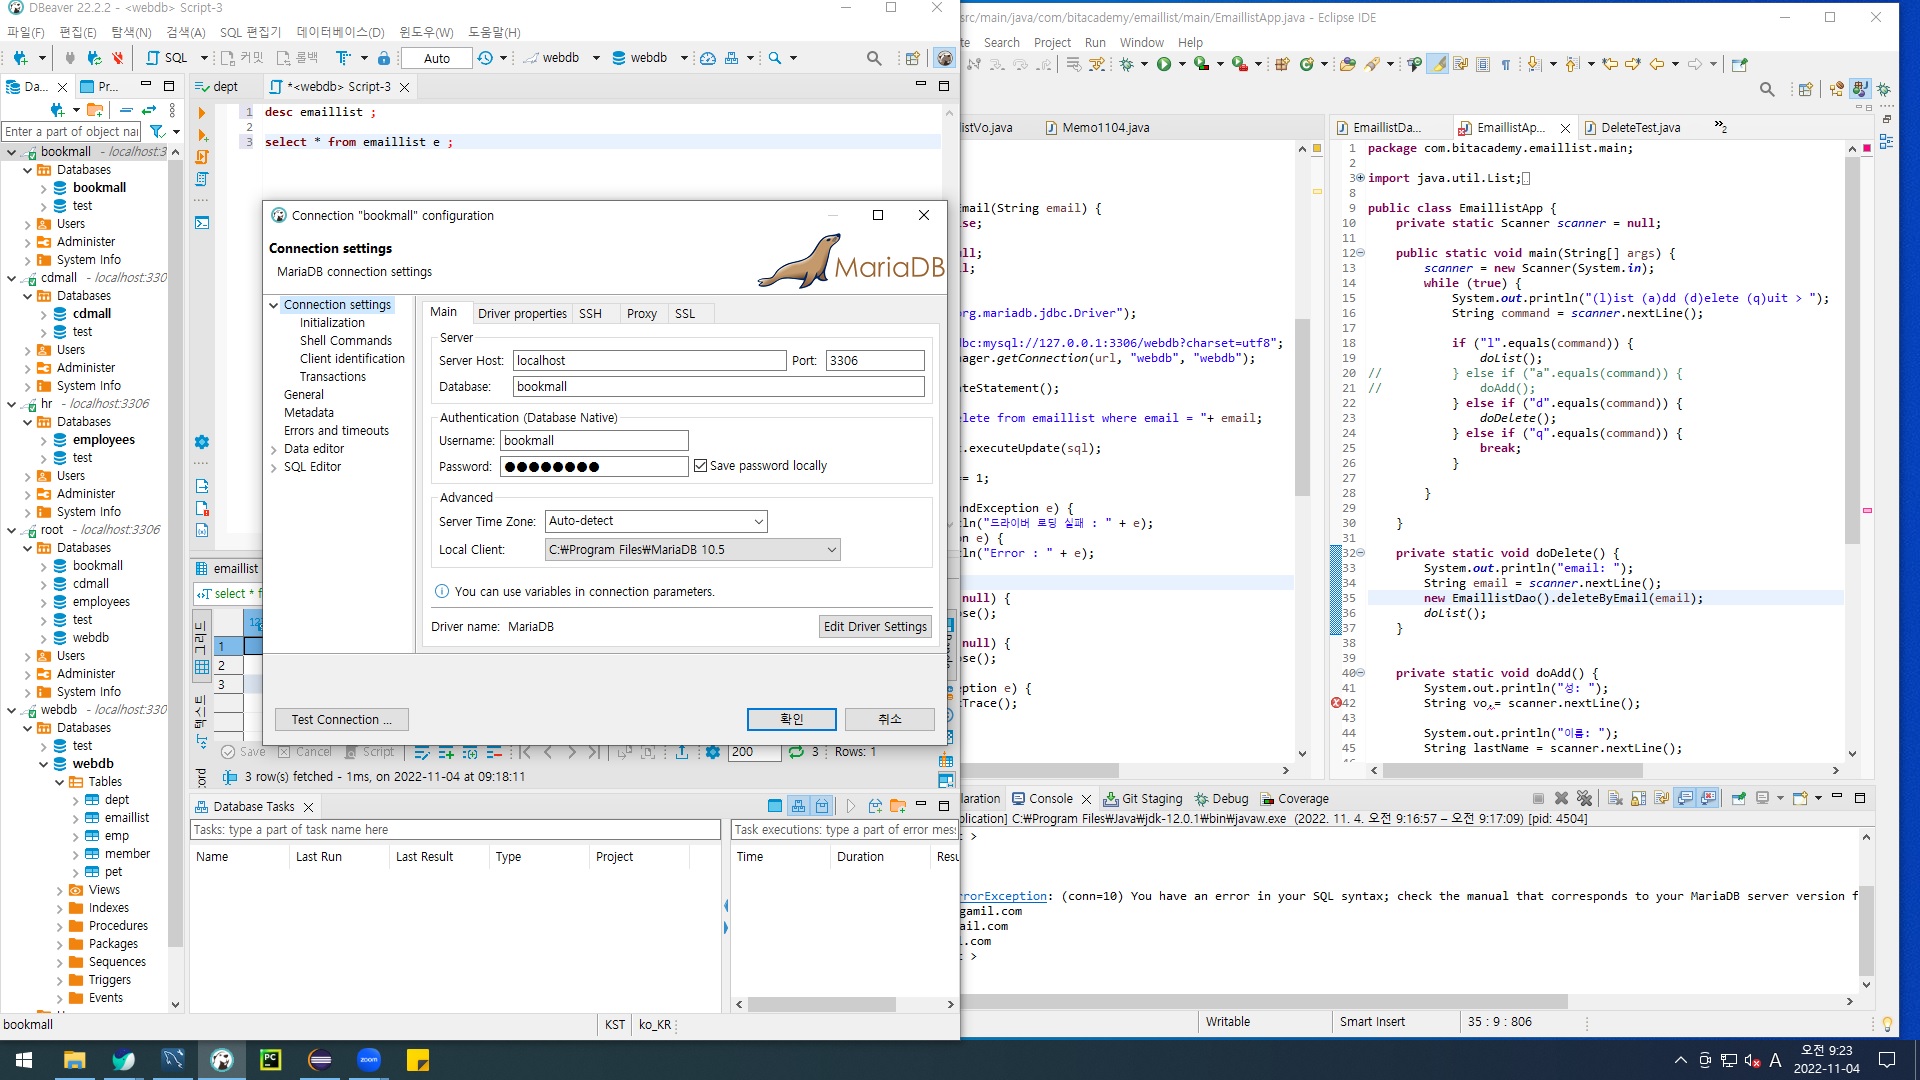 DBeaver 22.2.2 - <webdb> Script-3
파일(F) 편집(E) 탐색(N) 검색(A) SQL 편집기 데이터베이스(D) 윈도우(W) 도움말(H)
SQL 커밋 롤백 Auto webdb webdb
Da... Pr...
Enter a part of object nar
bookmall - localhost:3
Databases
bookmall
test
Users
Administer
System Info
cdmall - localhost:330
Databases
cdmall
test
Users
Administer
System Info
hr - localhost:3306
Databases
employees
test
Users
Administer
System Info
root - localhost:3306
Databases
bookmall
cdmall
employees
test
webdb
Users
Administer
System Info
webdb - localhost:330
Databases
test
webdb
Tables
dept
emaillist
emp
member
pet
Views
Indexes
Procedures
Packages
Sequences
Triggers
Events
bookmall
dept *<webdb> Script-3
1 desc emaillist ;
2
3 select * from emaillist e ;
Connection "bookmall" configuration
Connection settings
MariaDB connection settings
MariaDB
Connection settings
Initialization
Shell Commands
Client identification
Transactions
General
Metadata
Errors and timeouts
Data editor
SQL Editor
Main Driver properties SSH Proxy SSL
Server
Server Host: localhost Port: 3306
Database: bookmall
Authentication (Database Native)
Username: bookmall
Password: ●●●●●●●● Save password locally
Advanced
Server Time Zone: Auto-detect
Local Client: C:₩Program Files₩MariaDB 10.5
You can use variables in connection parameters.
Driver name: MariaDB Edit Driver Settings
Test Connection ... 확인 취소
emaillist
select * f
그리드
텍스트
1
2
3
Save Cancel Script 200 3 Rows: 1
3 row(s) fetched - 1ms, on 2022-11-04 at 09:18:11
Database Tasks
Tasks: type a part of task name here
Name Last Run Last Result Type Project
Task executions: type a part of error mess
Time Duration Resu
KST ko_KR
src/main/java/com/bitacademy/emaillist/main/EmaillistApp.java - Eclipse IDE
te Search Project Run Window Help
istVo.java Memo1104.java
mail(String email) {
se;
ll;
l;
org.mariadb.jdbc.Driver");
dbc:mysql://127.0.0.1:3306/webdb?charset=utf8";
nager.getConnection(url, "webdb", "webdb");
ateStatement();
elete from emaillist where email = "+ email;
t.executeUpdate(sql);
== 1;
undException e) {
ln("드라이버 로딩 실패 : " + e);
on e) {
ln("Error : " + e);
null) {
ose();
null) {
ose();
ption e) {
tTrace();
EmaillistDa... EmaillistAp... DeleteTest.java »2
1 package com.bitacademy.emaillist.main;
2
3 import java.util.List;
8
9 public class EmaillistApp {
10 private static Scanner scanner = null;
11
12 public static void main(String[] args) {
13 scanner = new Scanner(System.in);
14 while (true) {
15 System.out.println("(l)ist (a)dd (d)elete (q)uit > ");
16 String command = scanner.nextLine();
17
18 if ("l".equals(command)) {
19 doList();
20 // } else if ("a".equals(command)) {
21 // doAdd();
22 } else if ("d".equals(command)) {
23 doDelete();
24 } else if ("q".equals(command)) {
25 break;
26 }
27
28 }
29
30 }
31
32 private static void doDelete() {
33 System.out.println("email: ");
34 String email = scanner.nextLine();
35 new EmaillistDao().deleteByEmail(email);
36 doList();
37 }
38
39
40 private static void doAdd() {
41 System.out.println("성: ");
42 String vo,= scanner.nextLine();
43
44 System.out.println("이름: ");
45 String lastName = scanner.nextLine();
laration Console Git Staging Debug Coverage
plication] C:₩Program Files₩Java₩jdk-12.0.1₩bin₩javaw.exe (2022. 11. 4. 오전 9:16:57 – 오전 9:17:09) [pid: 4504]
: >
rrorException: (conn=10) You have an error in your SQL syntax; check the manual that corresponds to your MariaDB server version f
gamil.com
ail.com
l.com
: >
Writable Smart Insert 35 : 9 : 806
PC zoom
A 오전 9:23
2022-11-04